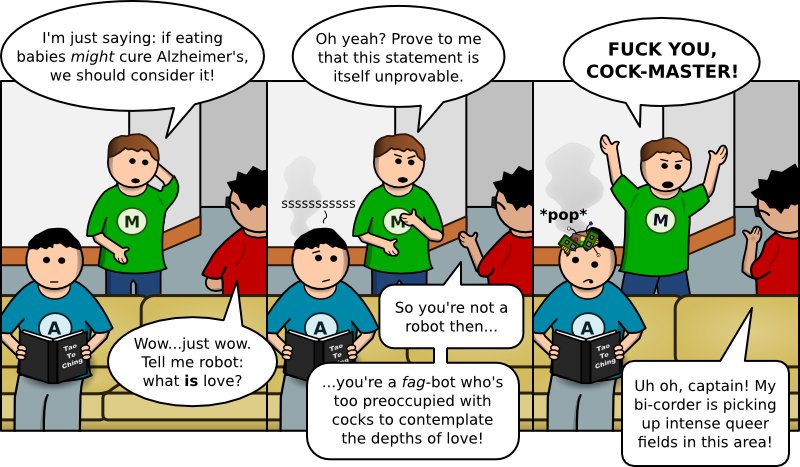 I'm just saying: if eating
babies might cure Alzheimer's,
we should consider it!
M
A
Tao
Te
Ching
Wow...just wow.
Tell me robot:
what is love?
Oh yeah? Prove to me
that this statement is
itself unprovable.
sssssssssss
M
A
Tao
Te
Ching
So you're not a
robot then...
...you're a fag-bot who's
too preoccupied with
cocks to contemplate
the depths of love!
FUCK YOU,
COCK-MASTER!
*pop*
M
A
Tao
Te
Ching
Uh oh, captain! My
bi-corder is picking
up intense queer
fields in this area!